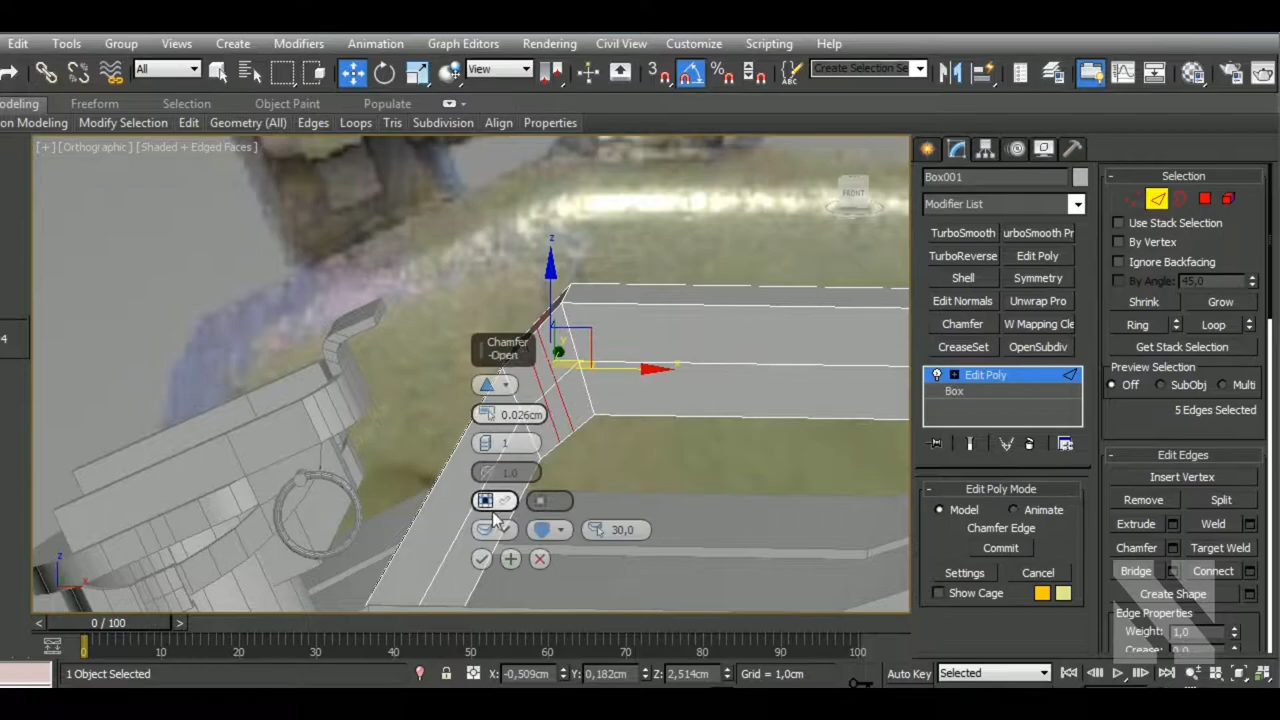 Edit Tools Group Views Create Modifiers Animation Graph Editors Rendering Civil View Customize Scripting Help
All View 3 Create Selection Se
odeling Freeform Selection Object Paint Populate
on Modeling Modify Selection Edit Geometry (All) Edges Loops Tris Subdivision Align Properties
[+] [Orthographic] [Shaded + Edged Faces]
FRONT
z
y
x
4
Chamfer
-Open
0.026cm
1
1.0
30,0
z
x
Box001
Modifier List
TurboSmooth urboSmooth Pr
TurboReverse Edit Poly
Shell Symmetry
Edit Normals Unwrap Pro
Chamfer W Mapping Cle
CreaseSet OpenSubdiv
Edit Poly
Box
Edit Poly Mode
Model Animate
Chamfer Edge
Commit
Settings Cancel
Show Cage
Selection
Use Stack Selection
By Vertex
Ignore Backfacing
By Angle: 45,0
Shrink Grow
Ring Loop
Get Stack Selection
Preview Selection
Off SubObj Multi
5 Edges Selected
Edit Edges
Insert Vertex
Remove Split
Extrude Weld
Chamfer Target Weld
Bridge Connect
Create Shape
Edge Properties
Weight: 1,0
Crease: 0,0
< 0 / 100 >
0 10 20 30 40 50 60 70 80 90 100
1 Object Selected X: -0,509cm Y: 0,182cm Z: 2,514cm Grid = 1,0cm Auto Key Selected